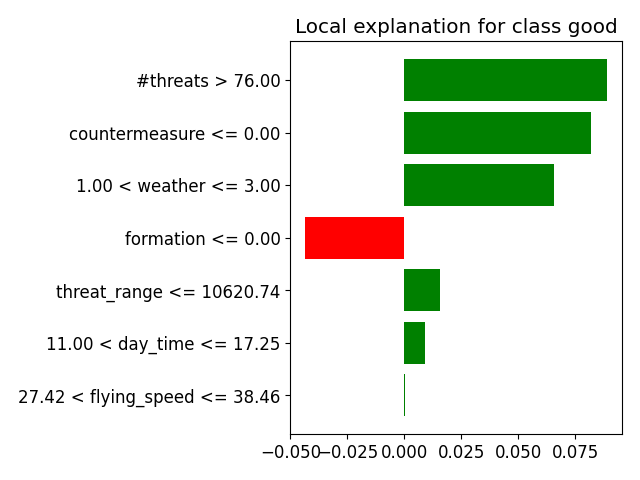 Local explanation for class good
#threats > 76.00
countermeasure <= 0.00
1.00 < weather <= 3.00
formation <= 0.00
threat_range <= 10620.74
11.00 < day_time <= 17.25
27.42 < flying_speed <= 38.46
−0.050 −0.025 0.000 0.025 0.050 0.075